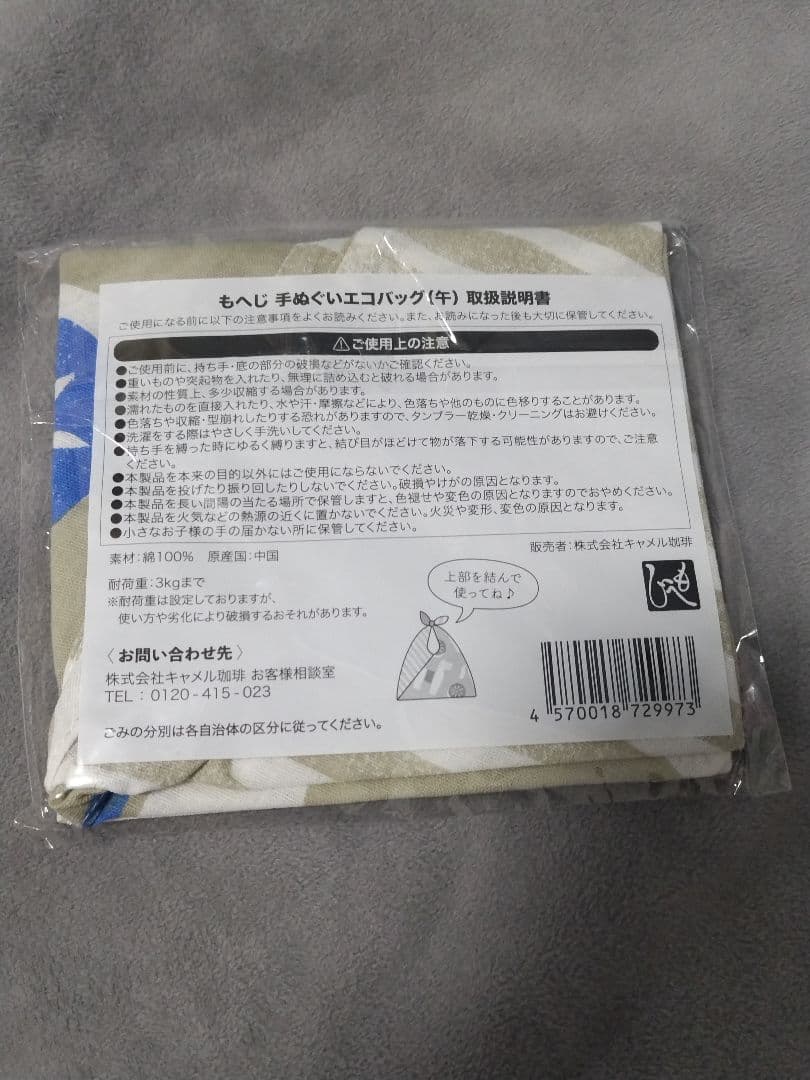 もへじ 手ぬぐいエコバッグ(午) 取扱説明書
ご使用になる前に以下の注意事項をよくお読みください。また、お読みになった後も大切に保管してください。
⚠ご使用上の注意
●ご使用前に、持ち手・底の部分の破損などがないかご確認ください。
●重いものや突起物を入れたり、無理に詰め込むと破れる場合があります。
●素材の性質上、多少収縮する場合があります。
●濡れたものを直接入れたり、水や汗・摩擦などにより、色落ちや他のものに色移りすることがあります。
●色落ちや収縮・型崩れしたりする恐れがありますので、タンブラー乾燥・クリーニングはお避けください。
●洗濯をする際はやさしく手洗いしてください。
●持ち手を縛った時にゆるく縛りますと、結び目がほどけて物が落下する可能性がありますので、ご注意
ください。
●本製品を本来の目的以外にはご使用にならないでください。
●本製品を投げたり振り回したりしないでください。破損やけがの原因となります。
●本製品を長い間陽の当たる場所で保管しますと、色褪せや変色の原因となりますのでおやめください。
●本製品を火気などの熱源の近くに置かないでください。火災や変形、変色の原因となります。
●小さなお子様の手の届かない所に保管してください。
素材:綿100% 原産国:中国
販売者:株式会社キャメル珈琲
耐荷重:3kgまで
※耐荷重は設定しておりますが、
使い方や劣化により破損するおそれがあります。
上部を結んで
使ってね♪
もへじ
〈お問い合わせ先〉
株式会社キャメル珈琲 お客様相談室
TEL:0120-415-023
ごみの分別は各自治体の区分に従ってください。
4 570018 729973